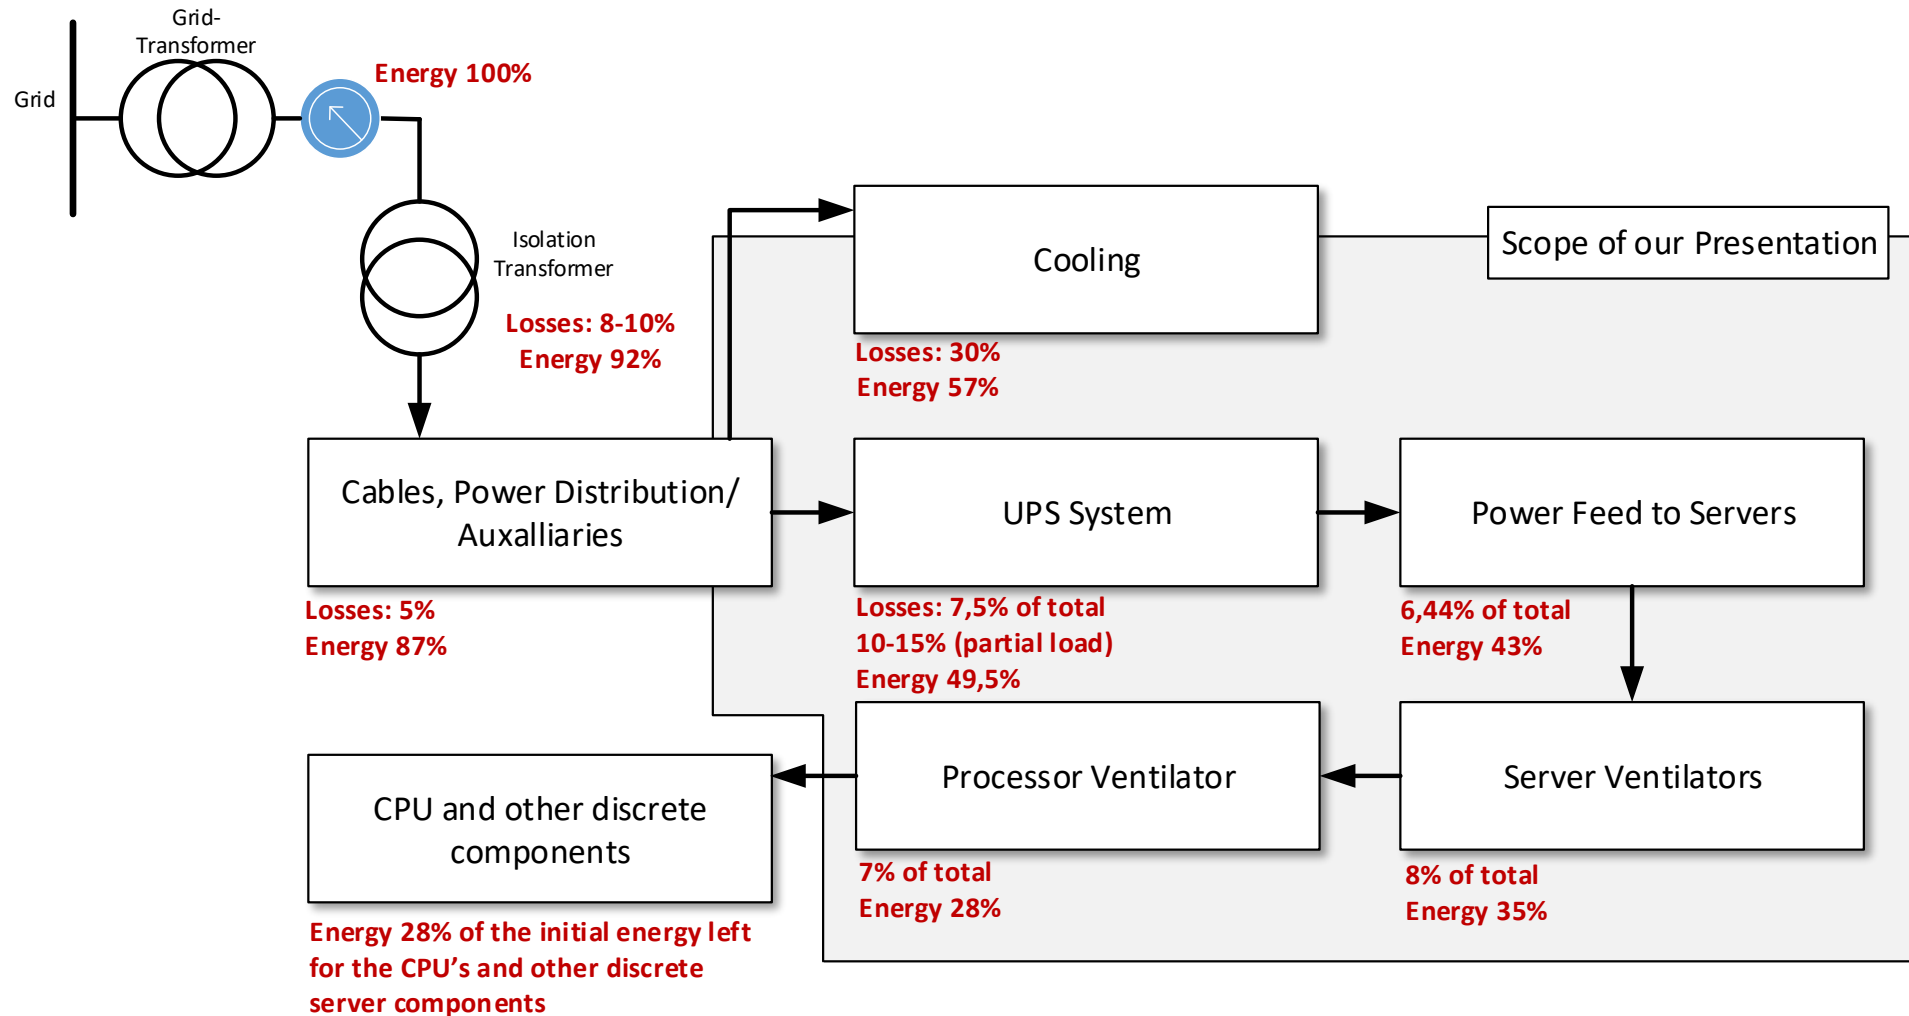 Grid-
Transformer
Grid
Energy 100%
Isolation
Transformer
Losses: 8-10%
Energy 92%
Cooling
Scope of our Presentation
Losses: 30%
Energy 57%
Cables, Power Distribution/
Auxalliaries
Losses: 5%
Energy 87%
UPS System
Losses: 7,5% of total
10-15% (partial load)
Energy 49,5%
Power Feed to Servers
6,44% of total
Energy 43%
Server Ventilators
8% of total
Energy 35%
Processor Ventilator
7% of total
Energy 28%
CPU and other discrete
components
Energy 28% of the initial energy left
for the CPU’s and other discrete
server components